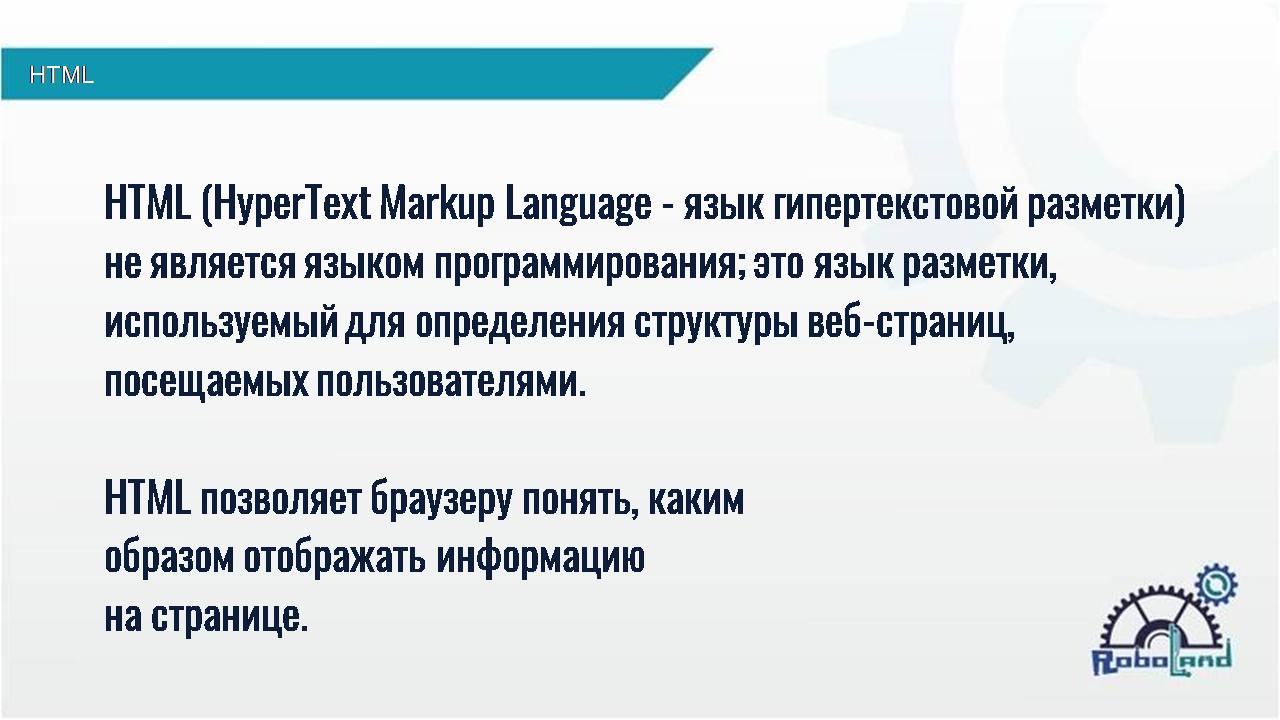 HTML
HTML (HyperText Markup Language - язык гипертекстовой разметки)
не является языком программирования; это язык разметки,
используемый для определения структуры веб-страниц,
посещаемых пользователями.
HTML позволяет браузеру понять, каким
образом отображать информацию
на странице.
RoboLand